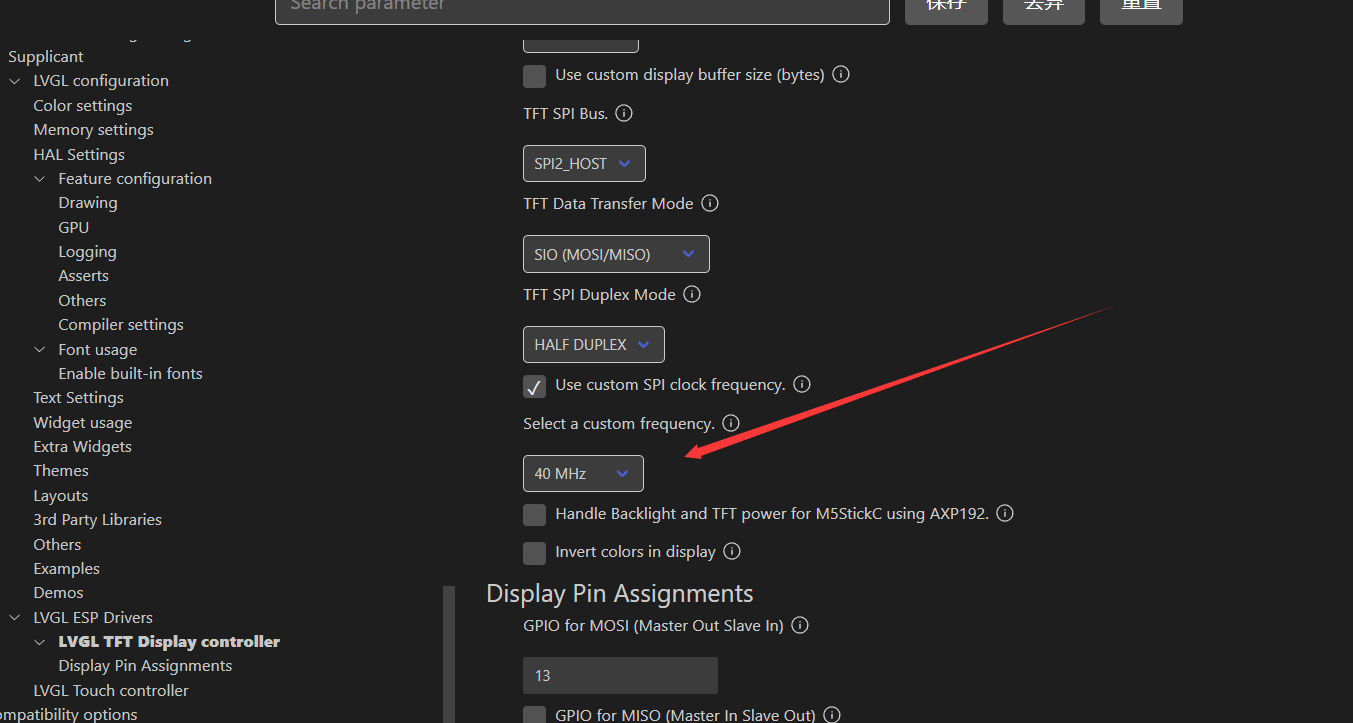 Search parameter
保存
丢弃
重置
Supplicant
LVGL configuration
Color settings
Memory settings
HAL Settings
Feature configuration
Drawing
GPU
Logging
Asserts
Others
Compiler settings
Font usage
Enable built-in fonts
Text Settings
Widget usage
Extra Widgets
Themes
Layouts
3rd Party Libraries
Others
Examples
Demos
LVGL ESP Drivers
LVGL TFT Display controller
Display Pin Assignments
LVGL Touch controller
ompatibility options
Use custom display buffer size (bytes)
TFT SPI Bus.
SPI2_HOST
TFT Data Transfer Mode
SIO (MOSI/MISO)
TFT SPI Duplex Mode
HALF DUPLEX
Use custom SPI clock frequency.
Select a custom frequency.
40 MHz
Handle Backlight and TFT power for M5StickC using AXP192.
Invert colors in display
Display Pin Assignments
GPIO for MOSI (Master Out Slave In)
13
GPIO for MISO (Master In Slave Out)